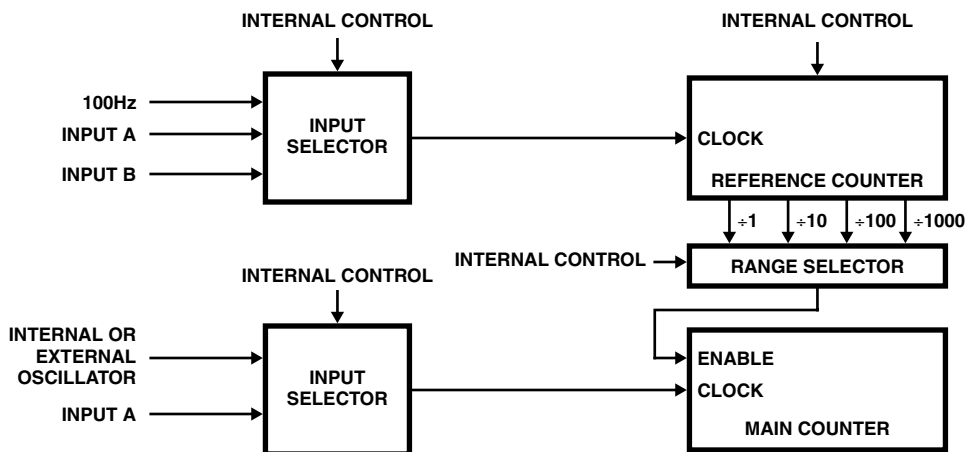 INTERNAL CONTROL
INTERNAL CONTROL
100Hz
INPUT A
INPUT B
INPUT
SELECTOR
CLOCK
REFERENCE COUNTER
÷1
÷10
÷100
÷1000
INTERNAL CONTROL
RANGE SELECTOR
INTERNAL CONTROL
INTERNAL OR
EXTERNAL
OSCILLATOR
INPUT A
INPUT
SELECTOR
ENABLE
CLOCK
MAIN COUNTER